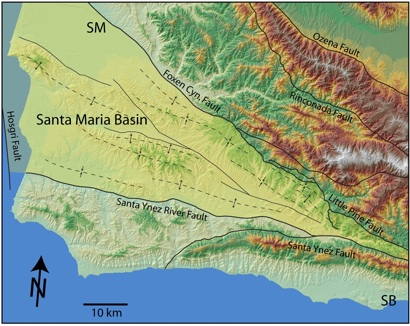 SM
Ozena Fault
Foxen Cyn. Fault
Rinconada Fault
Hosgri Fault
Santa Maria Basin
Little Pine Fault
Santa Ynez River Fault
Santa Ynez Fault
N
10 km
SB